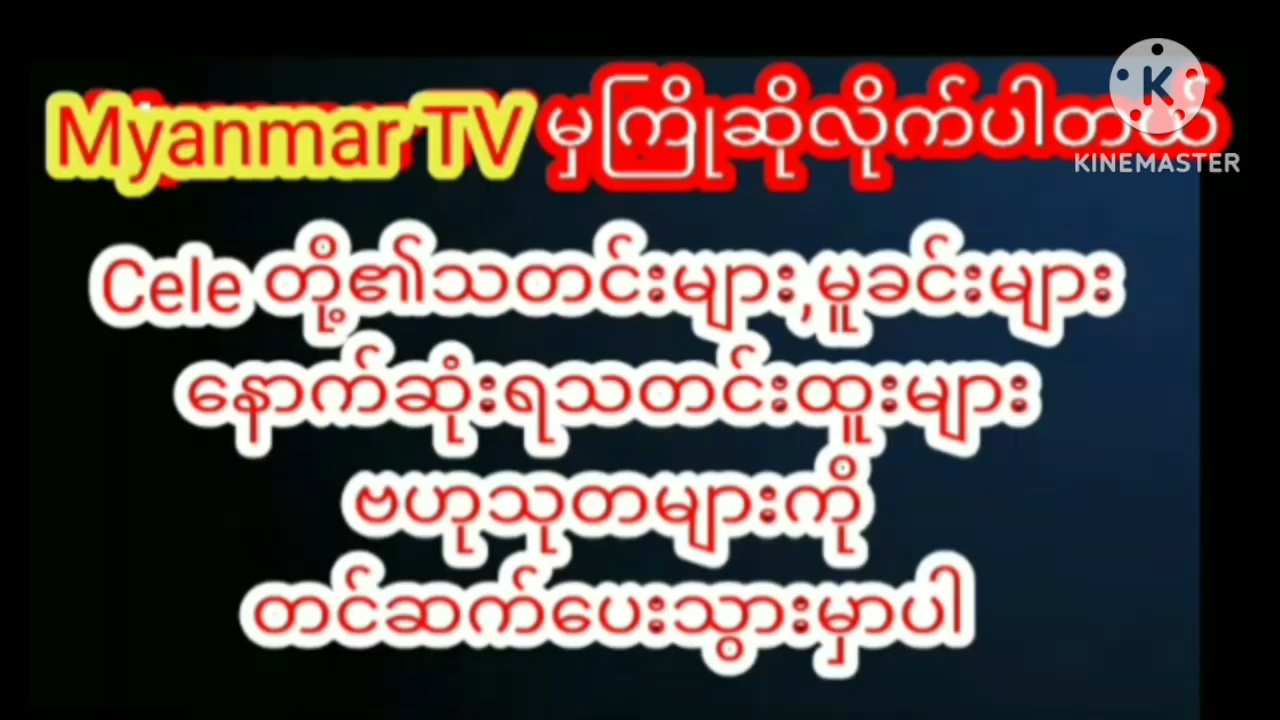 Myanmar TV မှကြိုဆိုလိုက်ပါတယ်
K
KINEMASTER
Cele တို့၏သတင်းများ,မူခင်းများ
နောက်ဆုံးရသတင်းထူးများ
ဗဟုသုတများကို
တင်ဆက်ပေးသွားမှာပါ